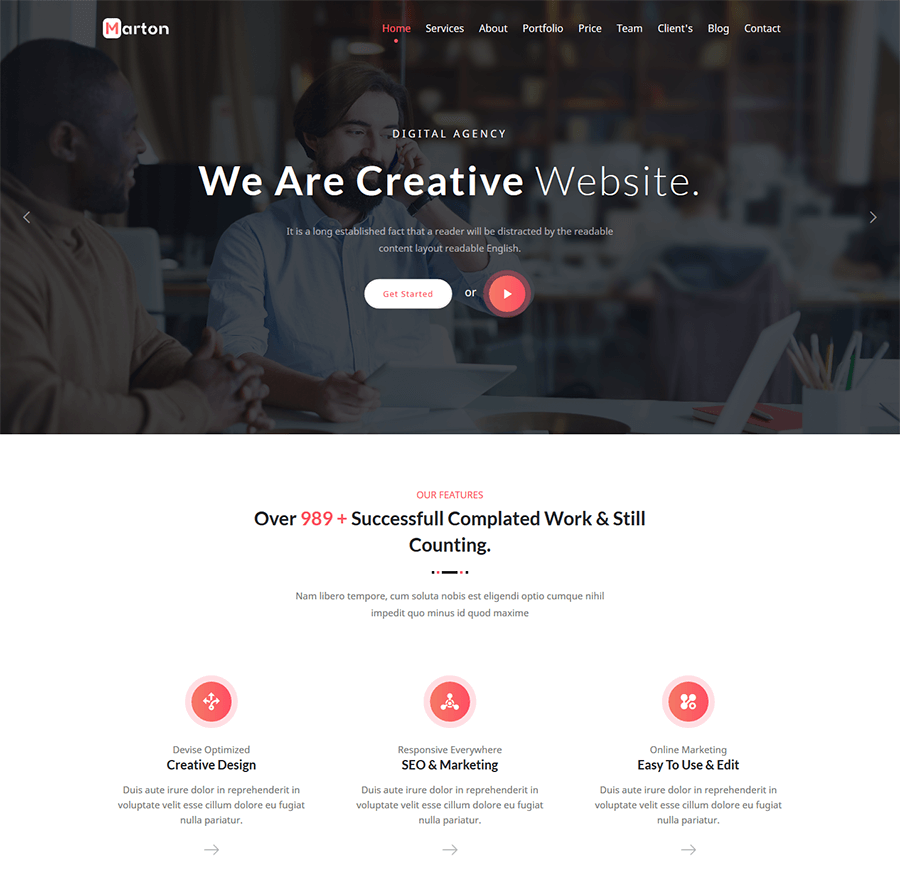 Marton
Home Services About Portfolio Price Team Client's Blog Contact
DIGITAL AGENCY
We Are Creative Website.
It is a long established fact that a reader will be distracted by the readable
content layout readable English.
Get Started or
OUR FEATURES
Over 989 + Successfull Complated Work & Still
Counting.
Nam libero tempore, cum soluta nobis est eligendi optio cumque nihil
impedit quo minus id quod maxime
Devise Optimized
Creative Design
Duis aute irure dolor in reprehenderit in
voluptate velit esse cillum dolore eu fugiat
nulla pariatur.
Responsive Everywhere
SEO & Marketing
Duis aute irure dolor in reprehenderit in
voluptate velit esse cillum dolore eu fugiat
nulla pariatur.
Online Marketing
Easy To Use & Edit
Duis aute irure dolor in reprehenderit in
voluptate velit esse cillum dolore eu fugiat
nulla pariatur.